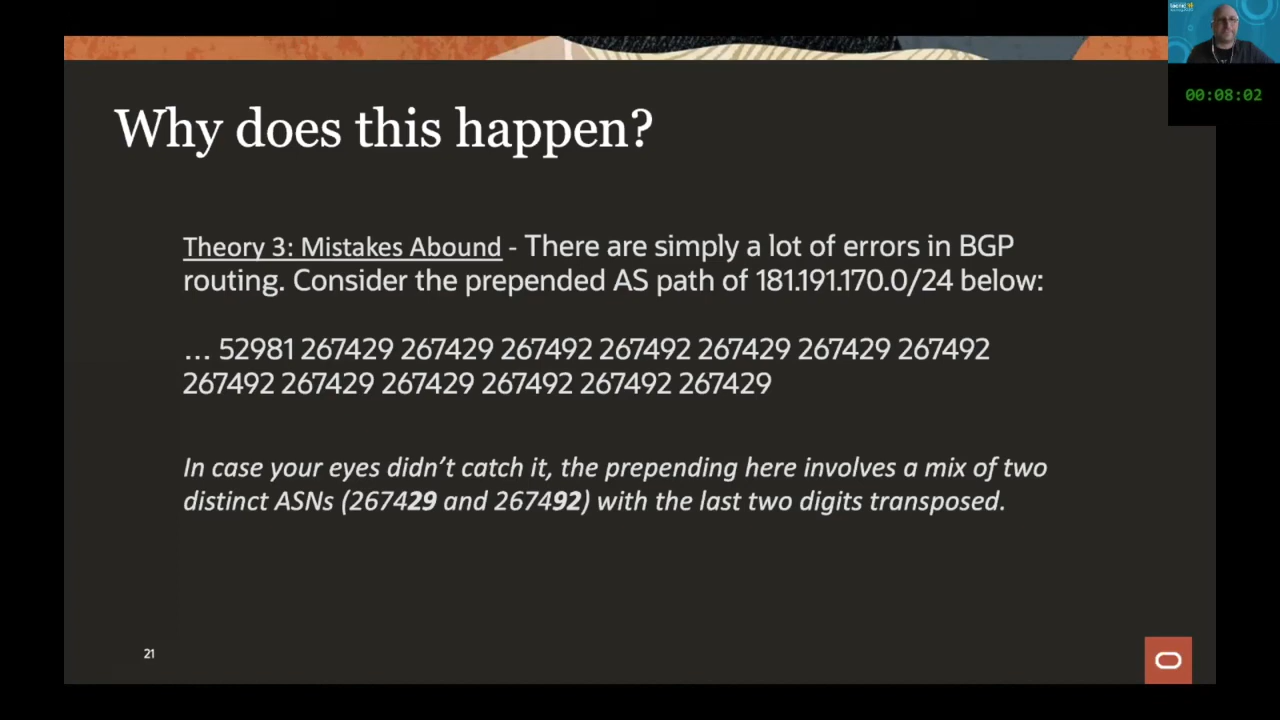 00:08:02
Why does this happen?
Theory 3: Mistakes Abound - There are simply a lot of errors in BGP
routing. Consider the prepended AS path of 181.191.170.0/24 below:
… 52981 267429 267429 267492 267492 267429 267429 267492
267492 267429 267429 267492 267492 267429
In case your eyes didn’t catch it, the prepending here involves a mix of two
distinct ASNs (267429 and 267492) with the last two digits transposed.
21